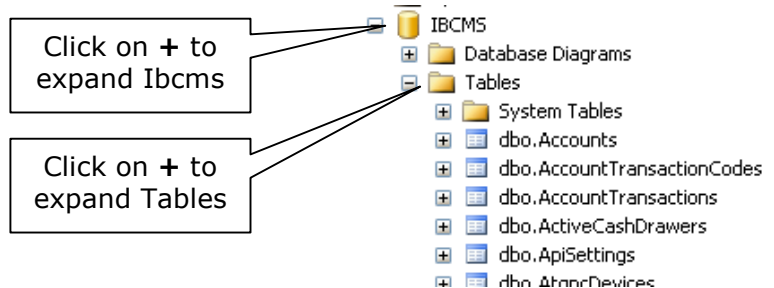 Click on + to
expand Ibcms
Click on + to
expand Tables
IBCMS
Database Diagrams
Tables
System Tables
dbo.Accounts
dbo.AccountTransactionCodes
dbo.AccountTransactions
dbo.ActiveCashDrawers
dbo.ApiSettings